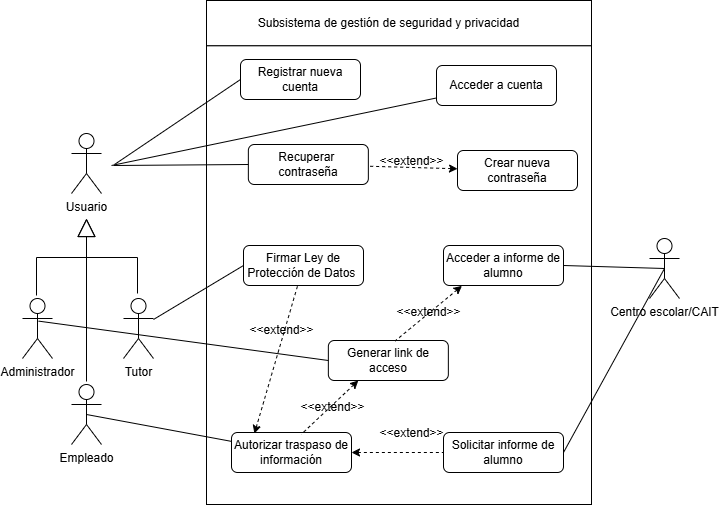 Subsistema de gestión de seguridad y privacidad
Registrar nueva
cuenta
Acceder a cuenta
Recuperar
contraseña
<<extend>>
Crear nueva
contraseña
Usuario
Firmar Ley de
Protección de Datos
Acceder a informe de
alumno
<<extend>>
Centro escolar/CAIT
<<extend>>
Administrador
Tutor
Generar link de
acceso
<<extend>>
<<extend>>
Autorizar traspaso de
información
Solicitar informe de
alumno
Empleado